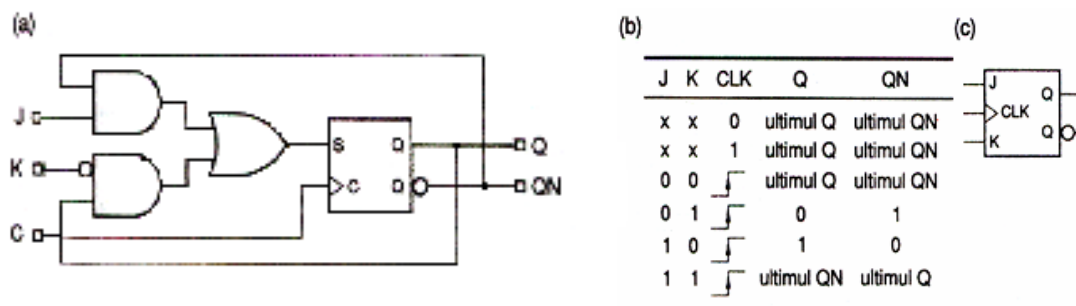 (a)
J
K
C
S
Q
C
Q
Q
QN
(b)
J K CLK Q QN
x x 0 ultimul Q ultimul QN
x x 1 ultimul Q ultimul QN
0 0 ultimul Q ultimul QN
0 1 0 1
1 0 1 0
1 1 ultimul QN ultimul Q
(c)
J
Q
CLK
K
Q